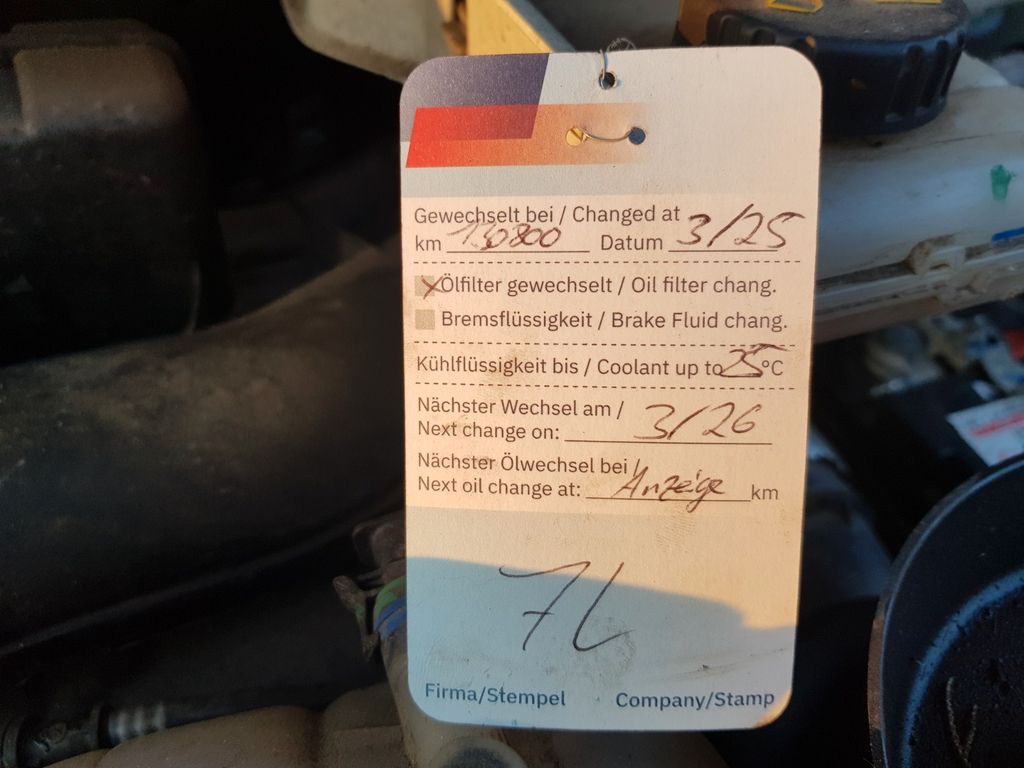 Gewechselt bei / Changed at
km 130800 Datum 3/25
Ölfilter gewechselt / Oil filter chang.
Bremsflüssigkeit / Brake Fluid chang.
Kühlflüssigkeit bis / Coolant up to 25 °C
Nächster Wechsel am /
Next change on: 3/26
Nächster Ölwechsel bei /
Next oil change at: Anzeige km
7L
Firma/Stempel Company/Stamp